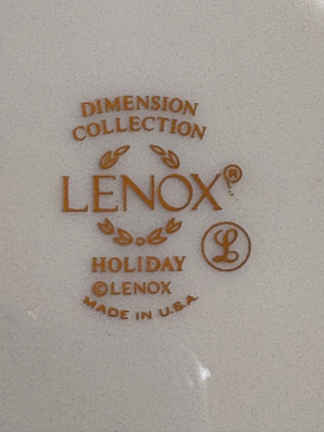 DIMENSION
COLLECTION
LENOX®
L
HOLIDAY
©LENOX
MADE IN U.S.A.